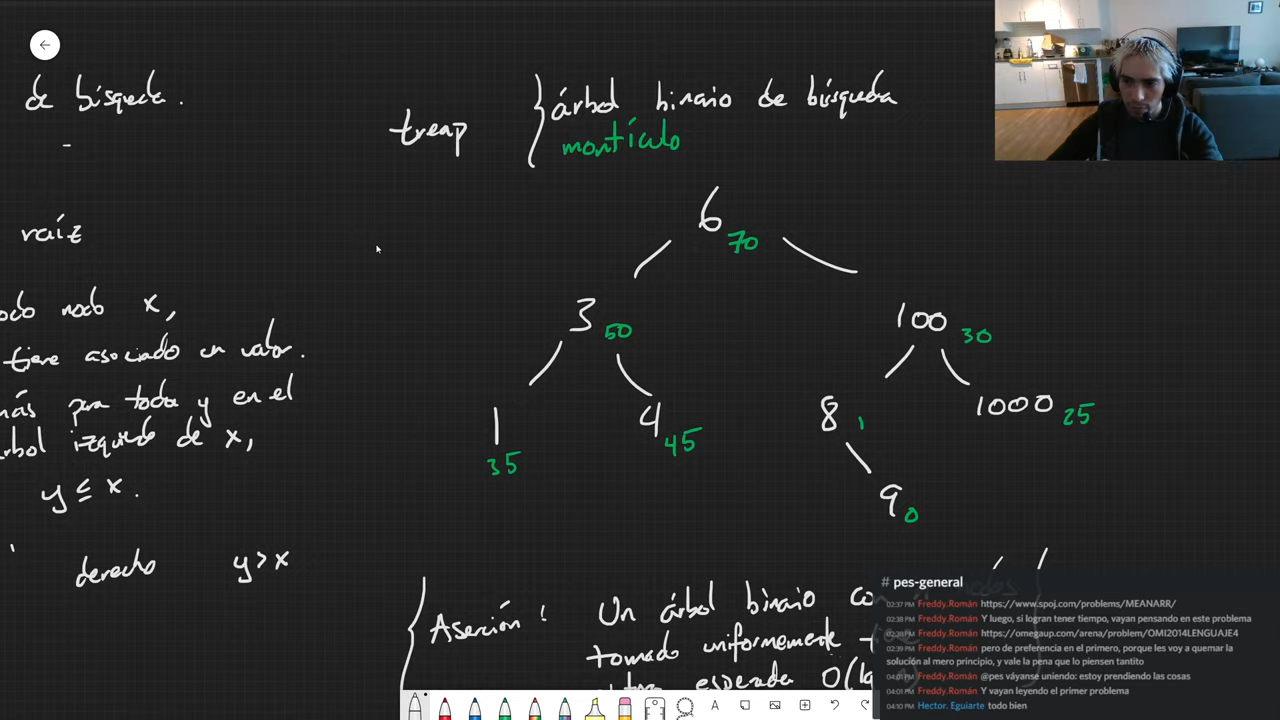 de búsqueda.
raíz
nodo x,
tiene asociado un valor.
más para todo y en el
árbol izquierdo de x,
y ≤ x.
derecho y > x
treap { árbol binario de búsqueda
montículo
6 70
3 50
100 30
1 35
4 45
8 1
1000 25
9 0
Aserción: Un árbol binario con
tomado uniformemente
esperada O(
# pes-general
02:37 PM Freddy.Román https://www.spoj.com/problems/MEANARR/
02:38 PM Freddy.Román Y luego, si logran tener tiempo, vayan pensando en este problema
02:38 PM Freddy.Román https://omegaup.com/arena/problem/OMI2014LENGUAJE4
02:39 PM Freddy.Román pero de preferencia en el primero, porque les voy a quemar la
solución al mero principio, y vale la pena que lo piensen tantito
04:01 PM Freddy.Román @pes váyanse uniendo: estoy prendiendo las cosas
04:01 PM Freddy.Román Y vayan leyendo el primer problema
04:10 PM Hector. Eguiarte todo bien